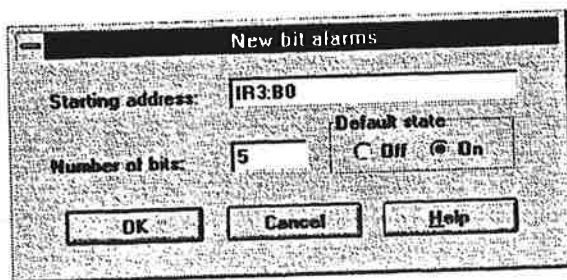 New bit alarms
Starting address: IR3:B0
Default state
Number of bits: 5 Off On
OK Cancel Help